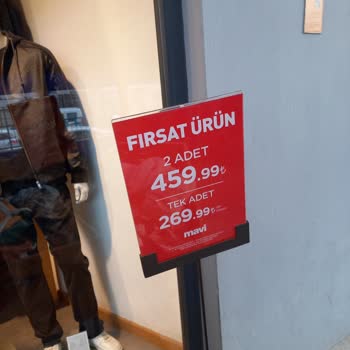 FIRSAT ÜRÜN
2 ADET
459.99₺
TEK ADET
269.99₺
mavi